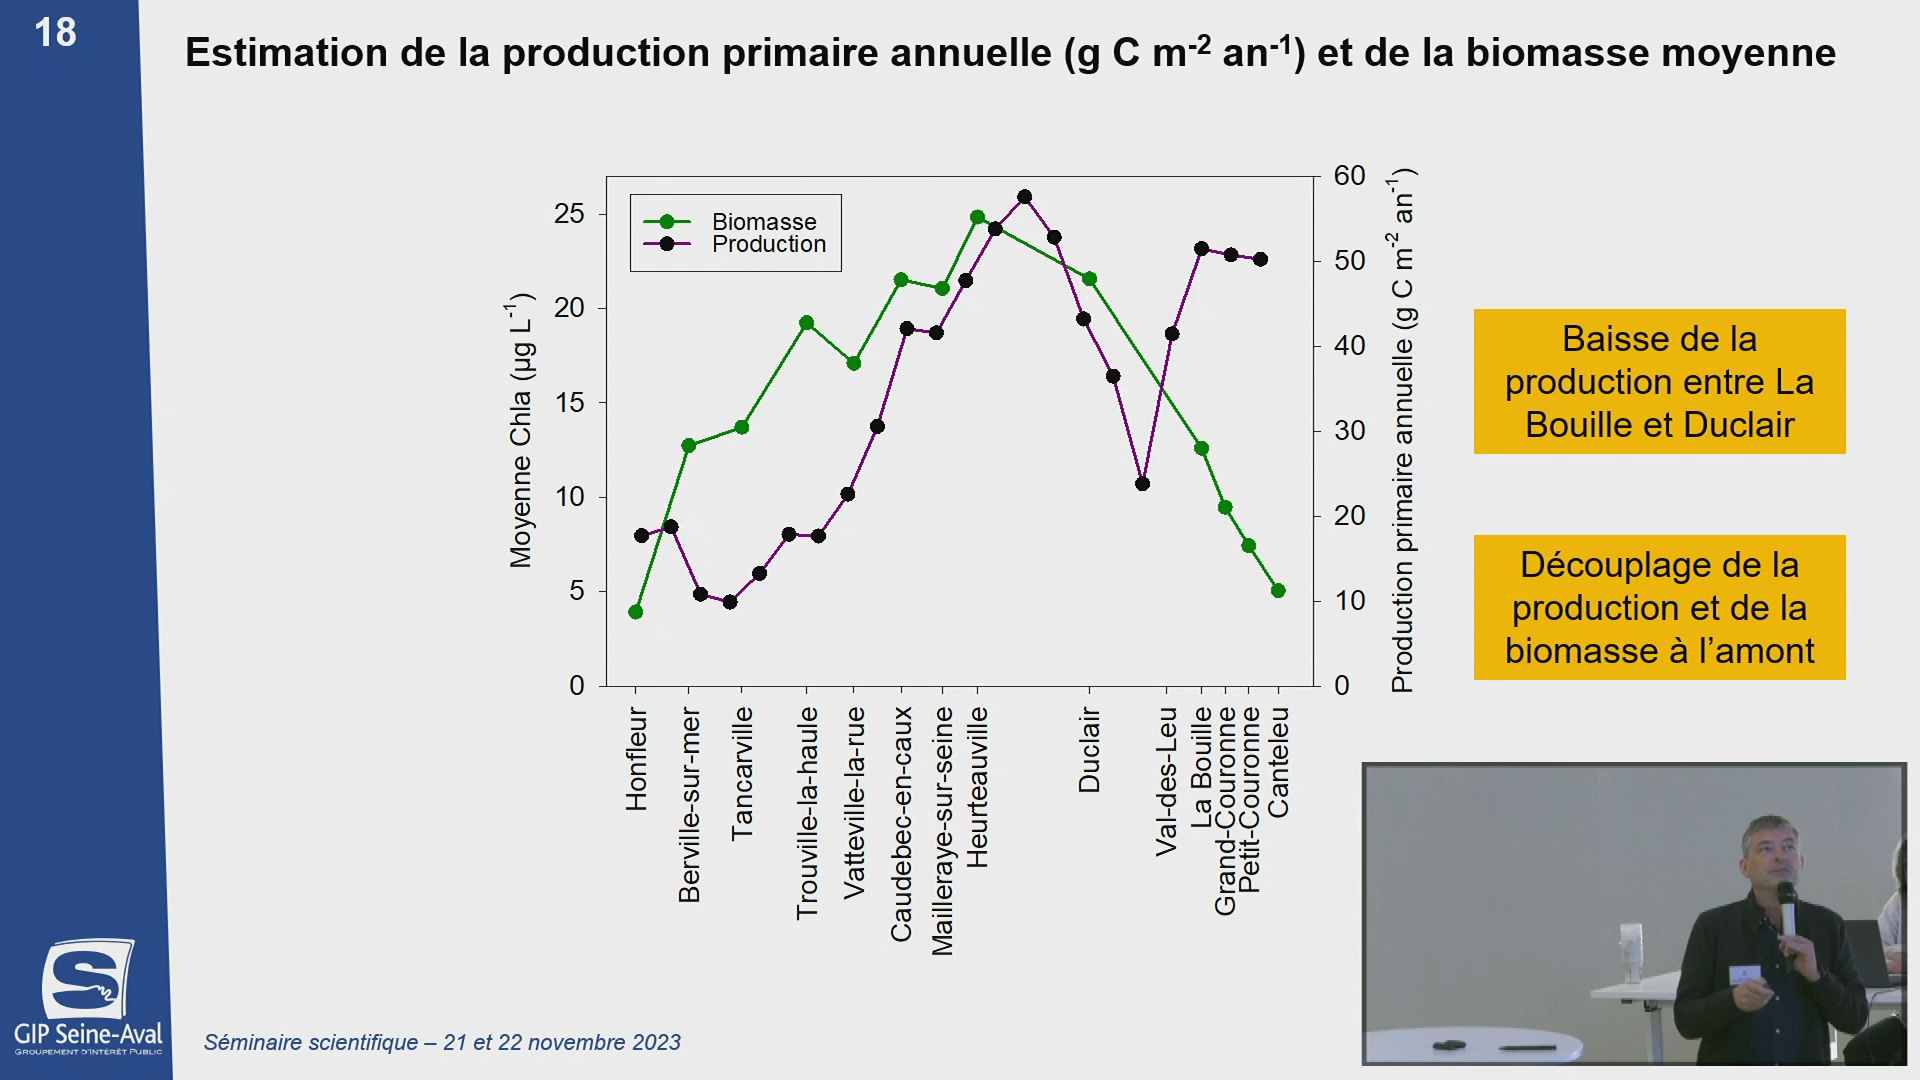 18
Estimation de la production primaire annuelle (g C m-2 an-1) et de la biomasse moyenne
Biomasse
Production
Moyenne Chla (µg L-1)
25
20
15
10
5
0
60
50
40
30
20
10
0
Production primaire annuelle (g C m-2 an-1)
Honfleur
Berville-sur-mer
Tancarville
Trouville-la-haule
Vatteville-la-rue
Caudebec-en-caux
Mailleraye-sur-seine
Heurteauville
Duclair
Val-des-Leu
La Bouille
Grand-Couronne
Petit-Couronne
Canteleu
Baisse de la
production entre La
Bouille et Duclair
Découplage de la
production et de la
biomasse à l’amont
GIP Seine-Aval
GROUPEMENT D'INTÉRÊT PUBLIC
Séminaire scientifique – 21 et 22 novembre 2023